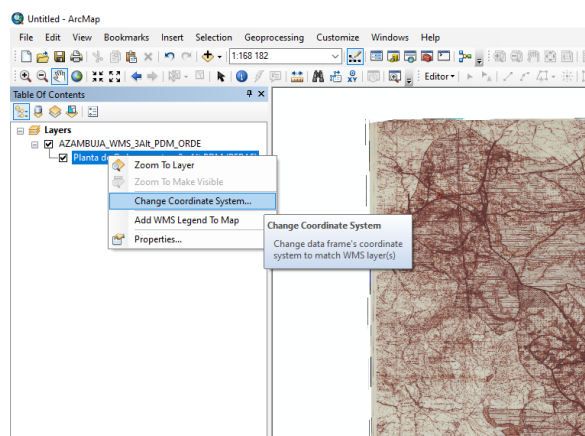 Untitled - ArcMap
File Edit View Bookmarks Insert Selection Geoprocessing Customize Windows Help
1:168 182
Editor
Table Of Contents
Layers
AZAMBUJA_WMS_3Alt_PDM_ORDE
Planta de
Zoom To Layer
Zoom To Make Visible
Change Coordinate System...
Add WMS Legend To Map
Properties...
Change Coordinate System
Change data frame's coordinate
system to match WMS layer(s)